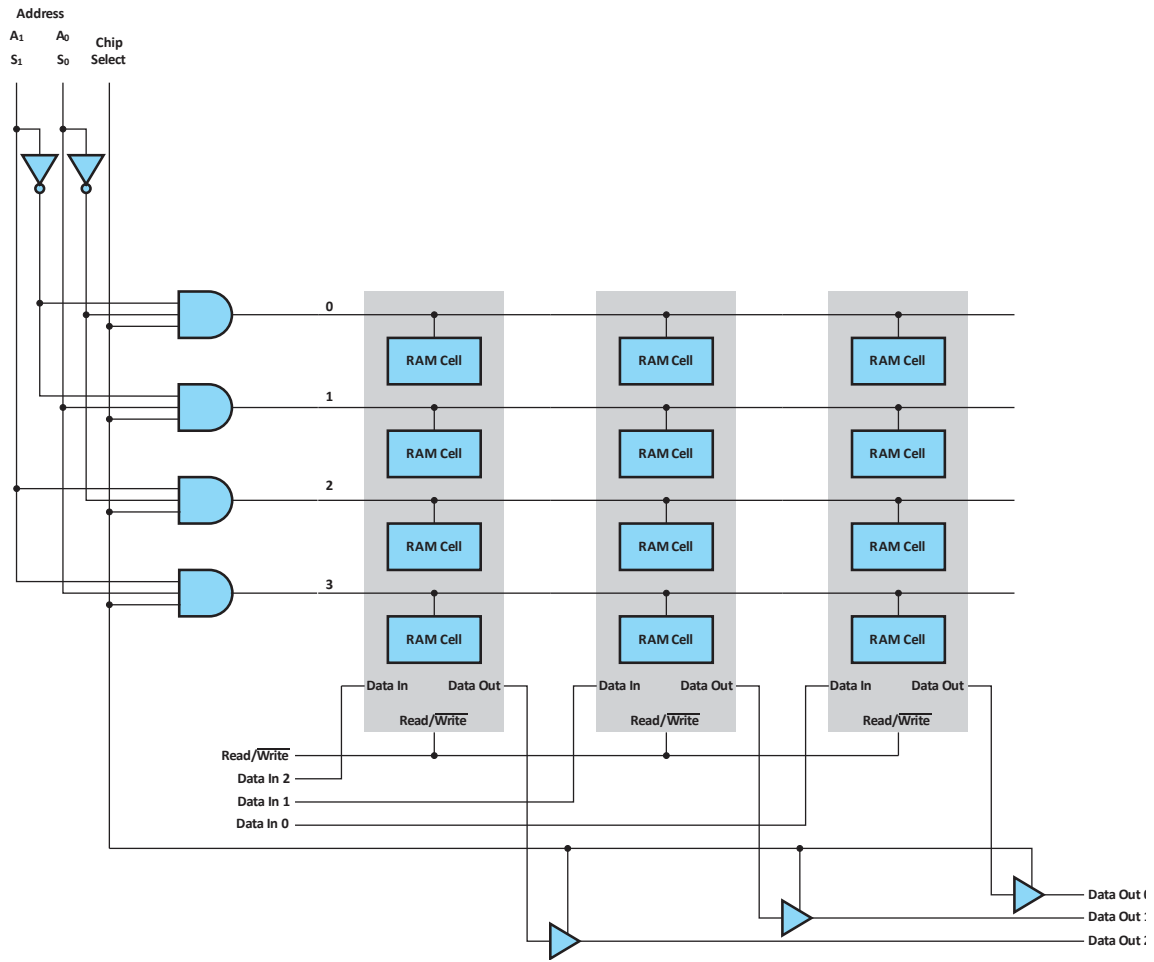 Address
A1 A0 Chip
S1 S0 Select
0
RAM Cell RAM Cell RAM Cell
1
RAM Cell RAM Cell RAM Cell
2
RAM Cell RAM Cell RAM Cell
3
RAM Cell RAM Cell RAM Cell
Data In Data Out Data In Data Out Data In Data Out
Read/Write Read/Write Read/Write
Read/Write
Data In 2
Data In 1
Data In 0
Data Out
Data Out
Data Out